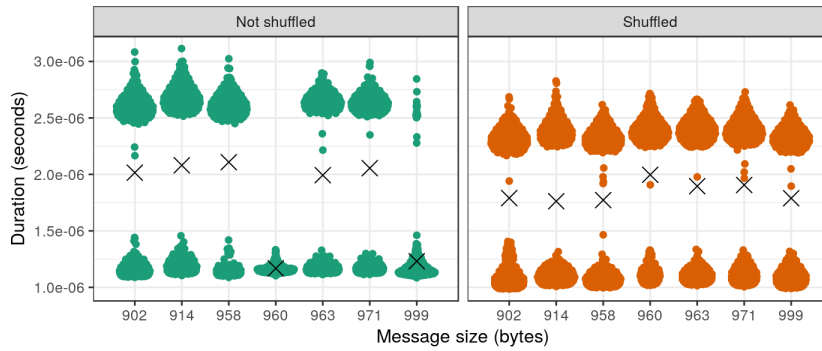 Not shuffled
Shuffled
Duration (seconds)
3.0e-06
2.5e-06
2.0e-06
1.5e-06
1.0e-06
902 914 958 960 963 971 999
902 914 958 960 963 971 999
Message size (bytes)